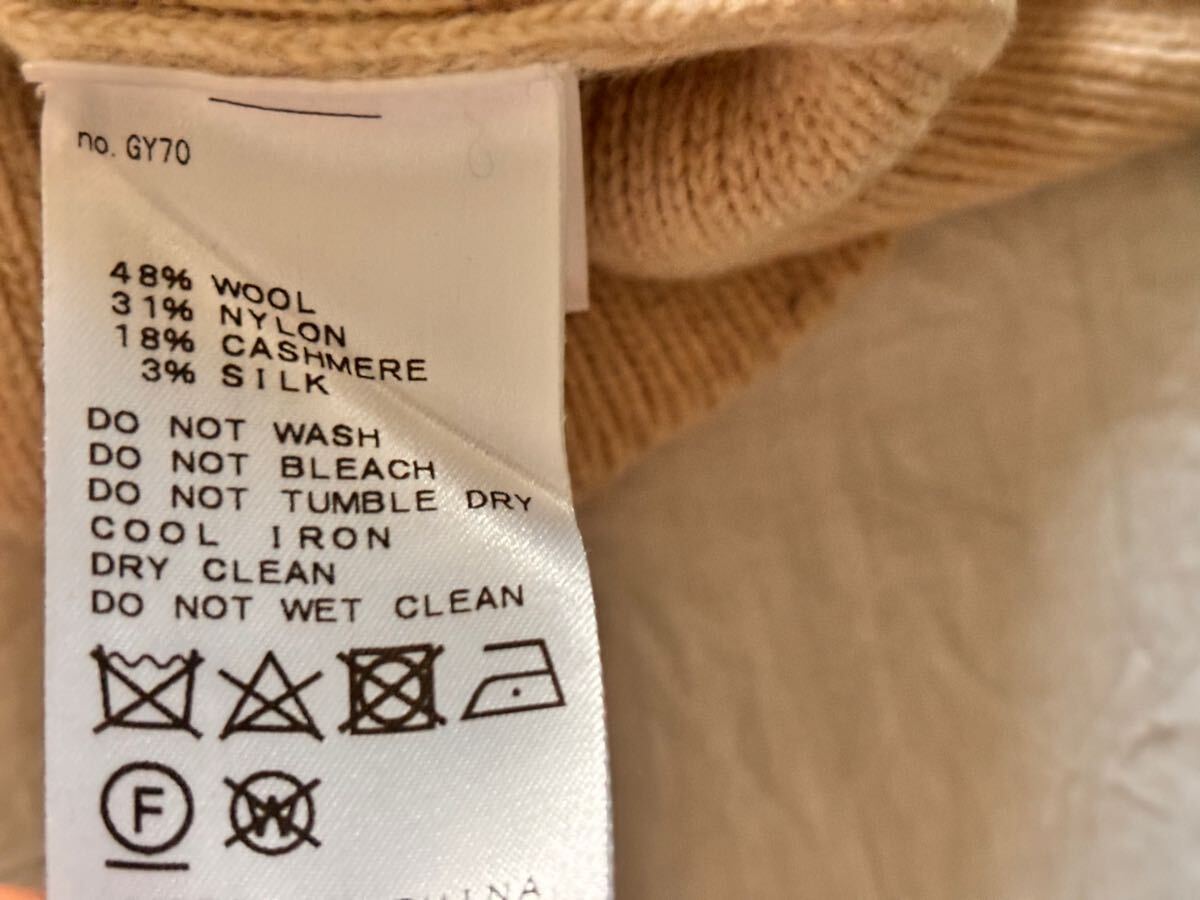 no. GY70
48% WOOL
31% NYLON
18% CASHMERE
3% SILK
DO NOT WASH
DO NOT BLEACH
DO NOT TUMBLE DRY
COOL IRON
DRY CLEAN
DO NOT WET CLEAN
F W
CHINA